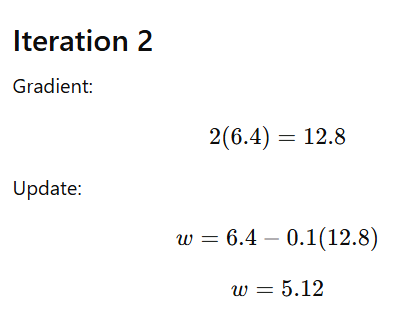 Iteration 2
Gradient:
2(6.4) = 12.8
Update:
w = 6.4 − 0.1(12.8)
w = 5.12